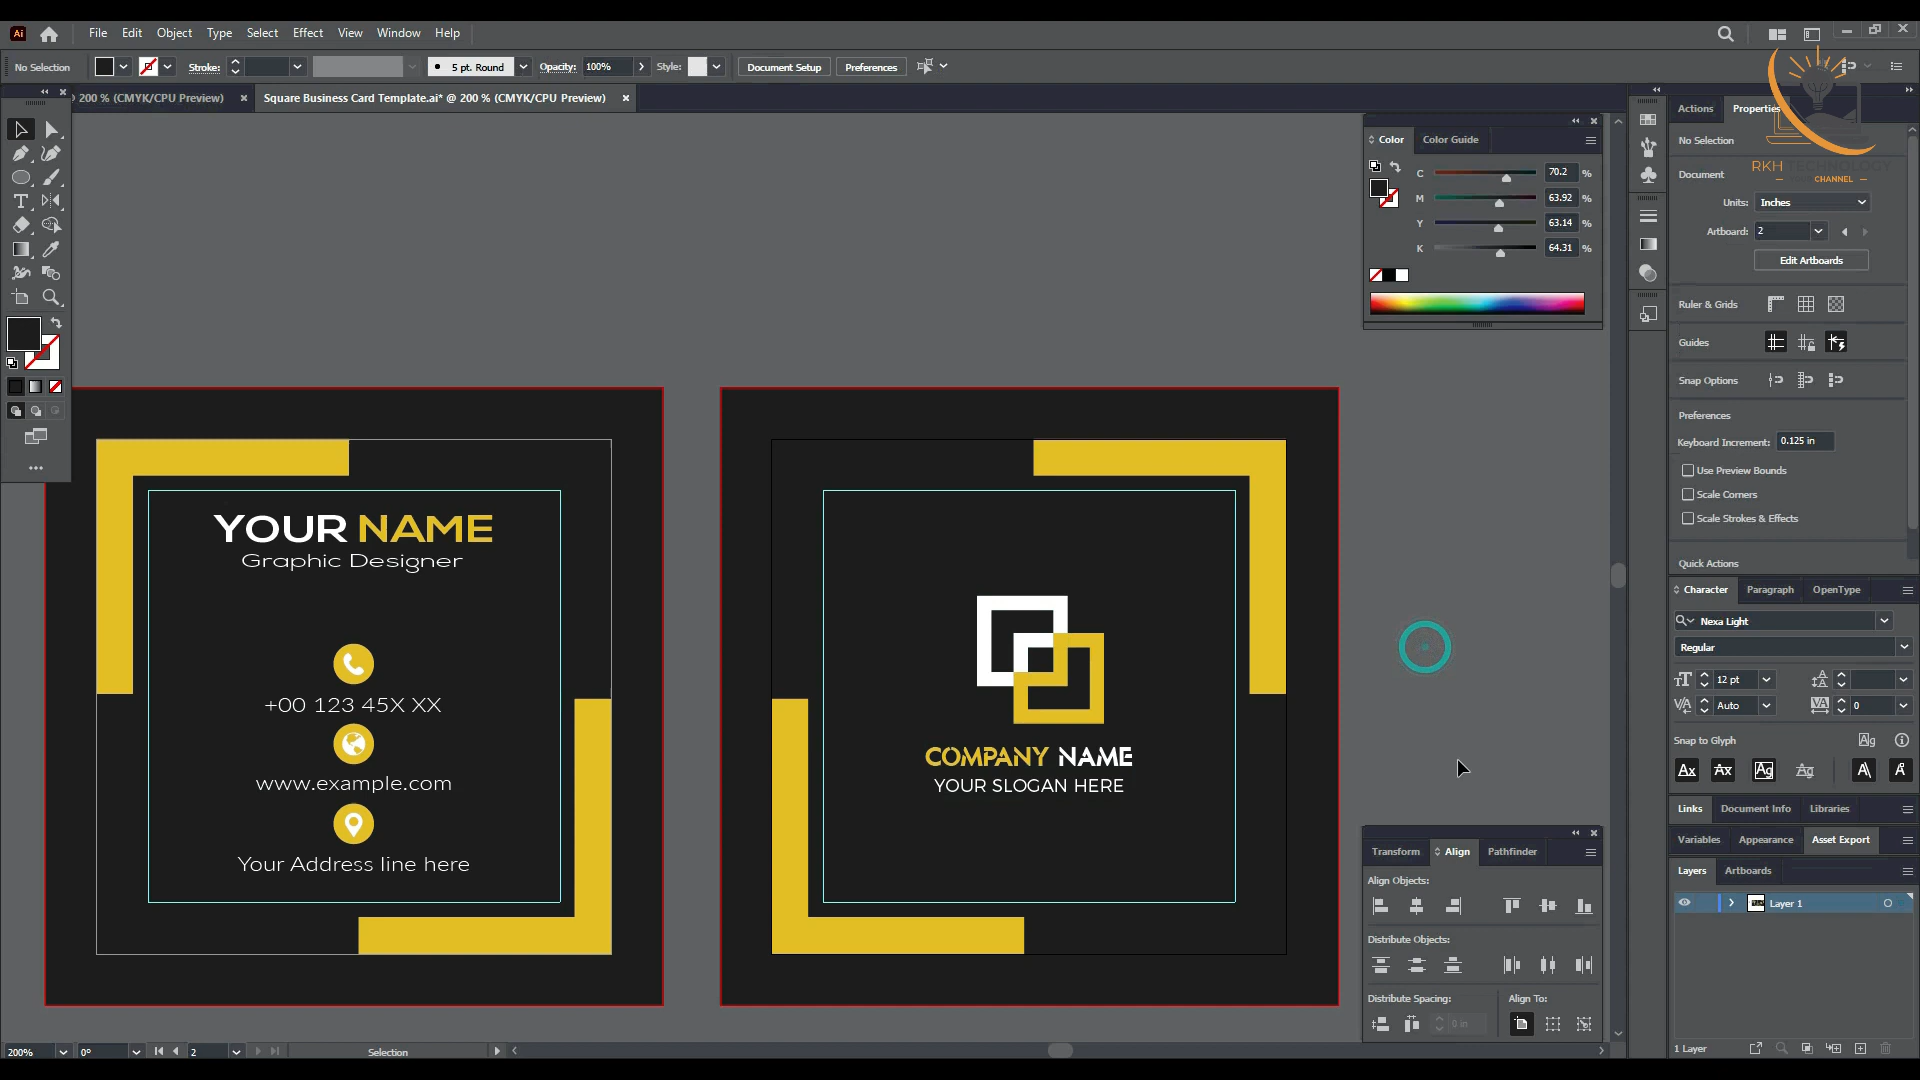 Ai
File Edit Object Type Select Effect View Window Help
No Selection Stroke: 5 pt. Round Opacity: 100% Style: Document Setup Preferences
@ 200 % (CMYK/CPU Preview) × Square Business Card Template.ai* @ 200 % (CMYK/CPU Preview) ×
Color Color Guide
C 70.2 %
M 63.92 %
Y 63.14 %
K 64.31 %
Actions Properties
No Selection
RKH TECHNOLOGY
CHANNEL
Document
Units: Inches
Artboard: 2
Edit Artboards
Ruler & Grids
Guides
Snap Options
Preferences
Keyboard Increment: 0.125 in
Use Preview Bounds
Scale Corners
Scale Strokes & Effects
Quick Actions
Character Paragraph OpenType
Nexa Light
Regular
12 pt
Auto 0
Snap to Glyph
Links Document Info Libraries
Variables Appearance Asset Export
Layers Artboards
Layer 1
1 Layer
YOUR NAME
Graphic Designer
+00 123 45X XX
www.example.com
Your Address line here
COMPANY NAME
YOUR SLOGAN HERE
Transform Align Pathfinder
Align Objects:
Distribute Objects:
Distribute Spacing: Align To:
0 in
200% 0° 2 Selection